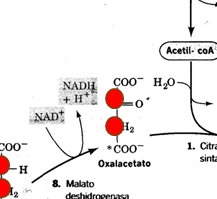 Acetil- coA
NADH
+ H⁺
COO⁻
H₂O
=O
NAD⁺
H₂
COO⁻
*COO⁻
H
Oxalacetato
1. Citra
sinta
H₂
8. Malato
deshidrogenasa